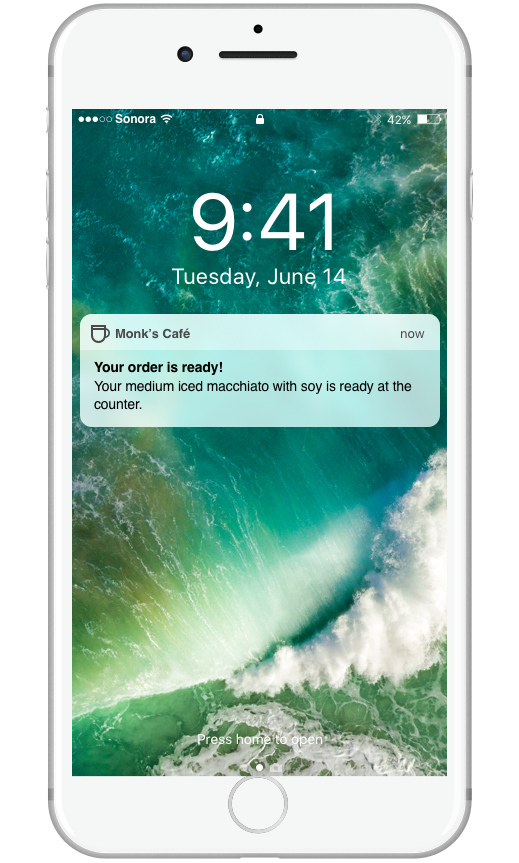 Sonora 42%
9:41
Tuesday, June 14
Monk's Café now
Your order is ready!
Your medium iced macchiato with soy is ready at the
counter.
Press home to open